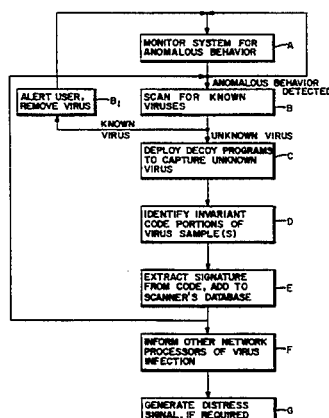 MONITOR SYSTEM FOR
ANOMALOUS BEHAVIOR
A
ANOMALOUS BEHAVIOR
DETECTED
ALERT USER,
REMOVE VIRUS
B1
SCAN FOR KNOWN
VIRUSES
B
KNOWN
VIRUS
UNKNOWN VIRUS
DEPLOY DECOY PROGRAMS
TO CAPTURE UNKNOWN
VIRUS
C
IDENTIFY INVARIANT
CODE PORTIONS OF
VIRUS SAMPLE(S)
D
EXTRACT SIGNATURE
FROM CODE, ADD TO
SCANNER'S DATABASE
E
INFORM OTHER NETWORK
PROCESSORS OF VIRUS
INFECTION
F
GENERATE DISTRESS
SIGNAL, IF REQUIRED
G